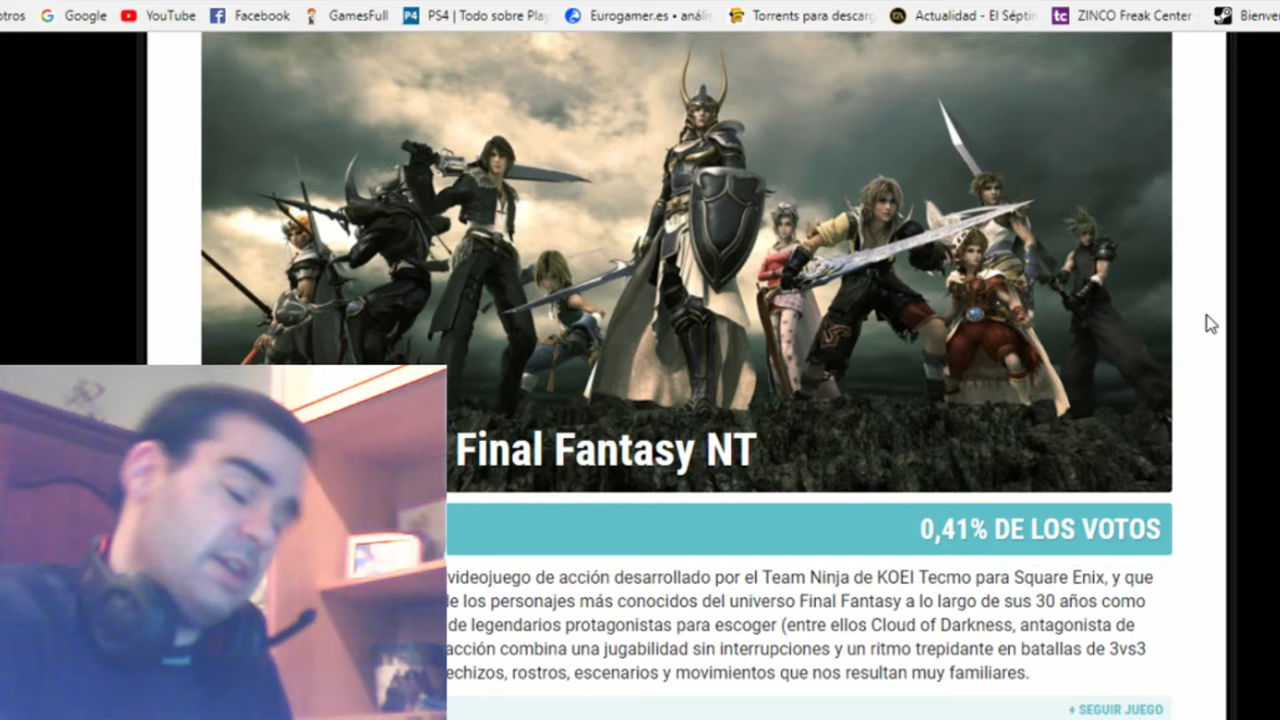 otros
Google
YouTube
Facebook
GamesFull
PS4 | Todo sobre Play
Eurogamer.es • anális
Torrents para descarg
Actualidad - El Séptim
tc ZINCO Freak Center -
Final Fantasy NT
0,41% DE LOS VOTOS
videojuego de acción desarrollado por el Team Ninja de KOEI Tecmo para Square Enix, y que
de los personajes más conocidos del universo Final Fantasy a lo largo de sus 30 años como
de legendarios protagonistas para escoger (entre ellos Cloud of Darkness, antagonista de
acción combina una jugabilidad sin interrupciones y un ritmo trepidante en batallas de 3vs3
echizos, rostros, escenarios y movimientos que nos resultan muy familiares.
+ SEGUIR JUEGO